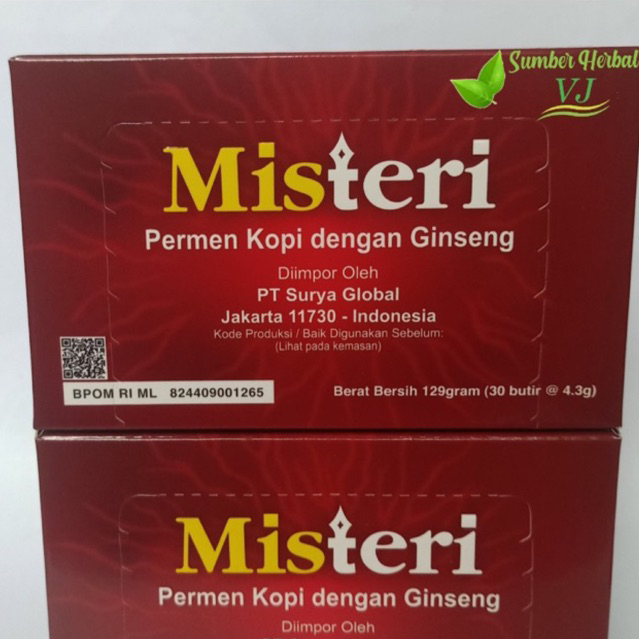 Sumber Herbal
VJ
Misteri
Permen Kopi dengan Ginseng
Diimpor Oleh
PT Surya Global
Jakarta 11730 - Indonesia
Kode Produksi / Baik Digunakan Sebelum:
(Lihat pada kemasan)
BPOM RI ML 824409001265
Berat Bersih 129gram (30 butir @ 4.3g)
Misteri
Permen Kopi dengan Ginseng
Diimpor Oleh